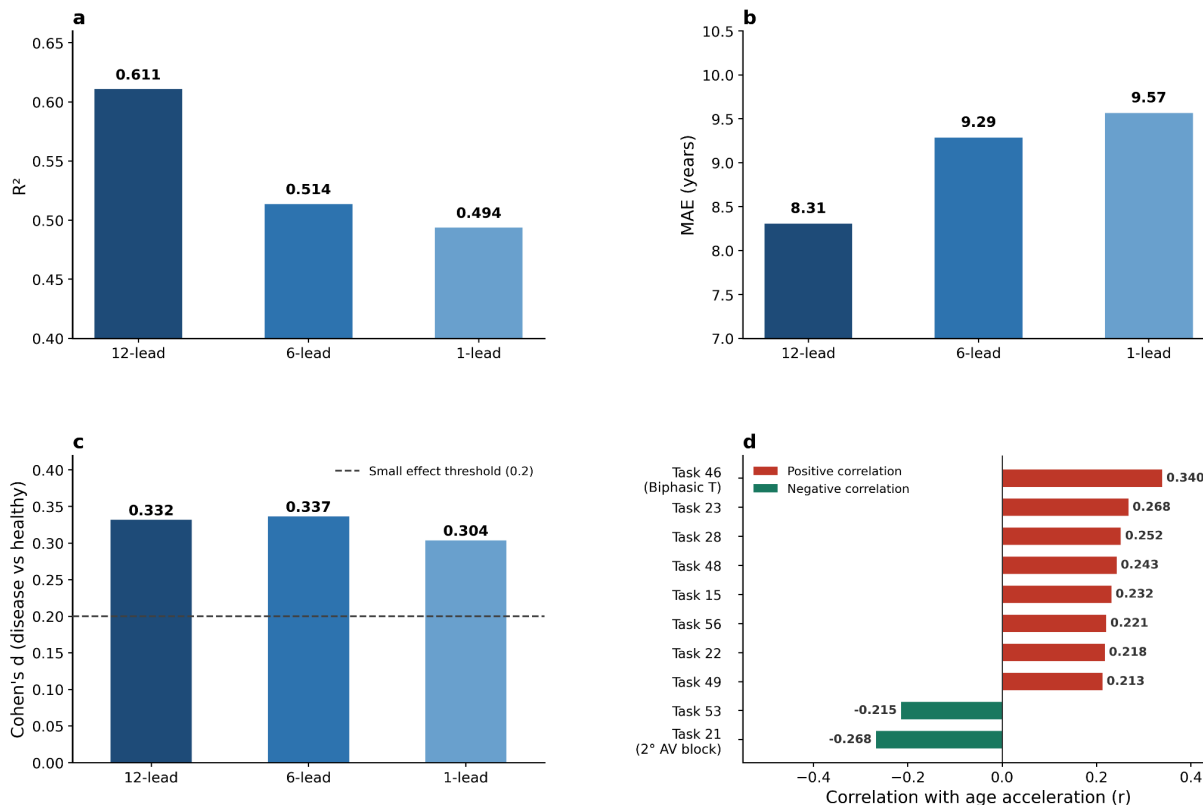 a
R²
0.65
0.60
0.55
0.50
0.45
0.40
0.611
0.514
0.494
12-lead
6-lead
1-lead
b
MAE (years)
10.5
10.0
9.5
9.0
8.5
8.0
7.5
7.0
8.31
9.29
9.57
12-lead
6-lead
1-lead
c
Cohen's d (disease vs healthy)
0.40
0.35
0.30
0.25
0.20
0.15
0.10
0.05
0.00
Small effect threshold (0.2)
0.332
0.337
0.304
12-lead
6-lead
1-lead
d
Positive correlation
Negative correlation
Task 46
(Biphasic T)
0.340
Task 23
0.268
Task 28
0.252
Task 48
0.243
Task 15
0.232
Task 56
0.221
Task 22
0.218
Task 49
0.213
Task 53
-0.215
Task 21
(2° AV block)
-0.268
−0.4
−0.2
0.0
0.2
0.4
Correlation with age acceleration (r)